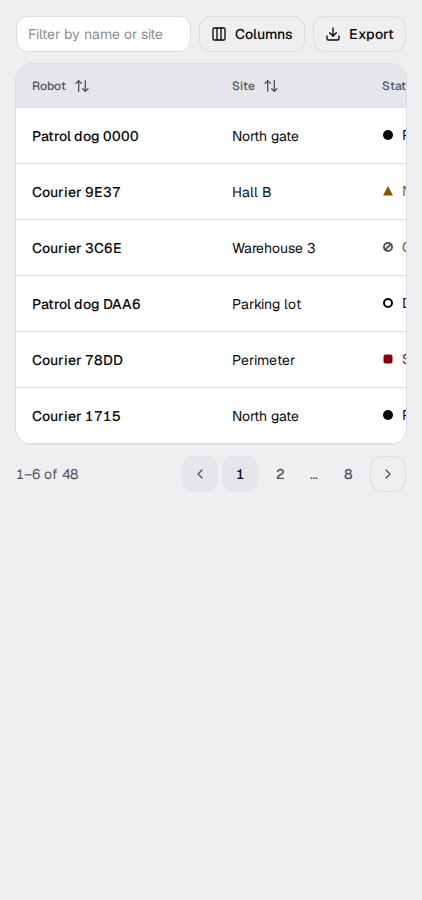 Filter by name or site Columns Export
Robot Site
Patrol dog 0000 North gate
Courier 9E37 Hall B
Courier 3C6E Warehouse 3
Patrol dog DAA6 Parking lot
Courier 78DD Perimeter
Courier 1715 North gate
1–6 of 48 1 2 … 8